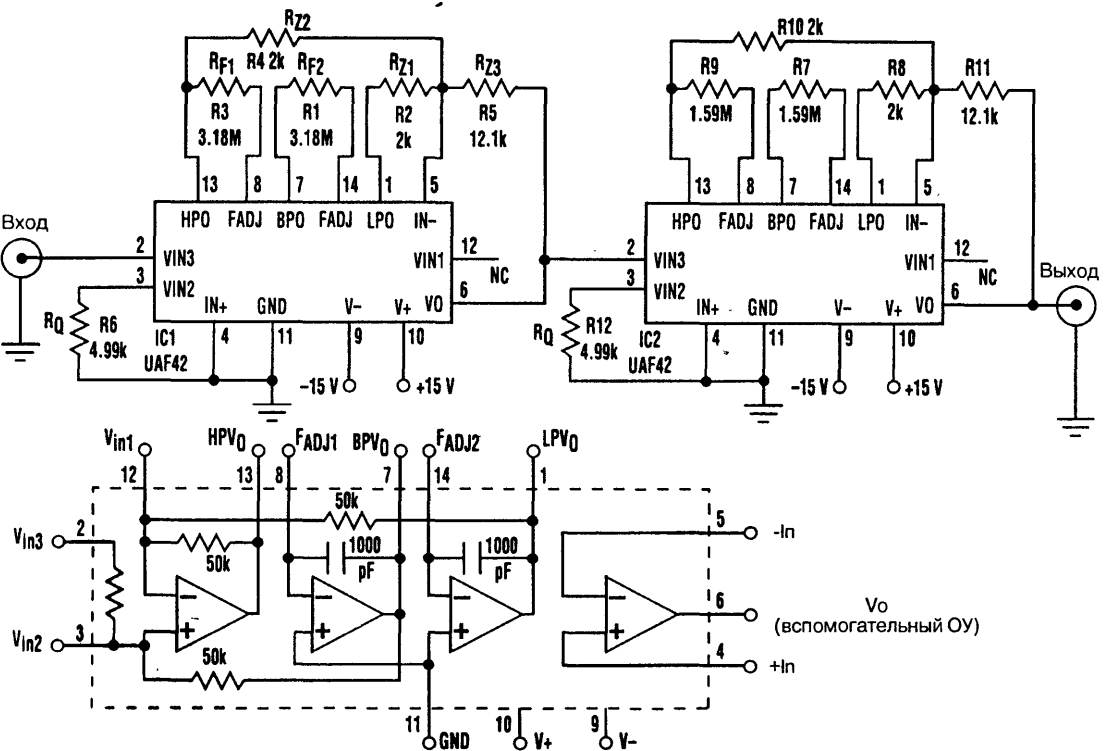 RZ2
R4 2k
RF1
R3
3.18M
RF2
R1
3.18M
RZ1
R2
2k
RZ3
R5
12.1k
13
8
7
14
1
5
HPO
FADJ
BPO
FADJ
LPO
IN–
Вход
2
VIN3
3
VIN2
VIN1
12
NC
6
VO
IN+
GND
V–
V+
RQ
R6
4.99k
IC1
UAF42
4
11
9
10
–15 V
+15 V
R10 2k
R9
1.59M
R7
1.59M
R8
2k
R11
12.1k
13
8
7
14
1
5
HPO
FADJ
BPO
FADJ
LPO
IN–
2
VIN3
3
VIN2
VIN1
12
NC
6
VO
Выход
IN+
GND
V–
V+
RQ
R12
4.99k
IC2
UAF42
4
11
9
10
–15 V
+15 V
Vin1
12
HPVO
13
FADJ1
8
BPVO
7
FADJ2
14
LPVO
1
50k
50k
1000
pF
1000
pF
Vin3
2
Vin2
3
50k
–
+
–
+
–
+
–
+
5
-In
6
Vo
(вспомогательный ОУ)
4
+In
11
GND
10
V+
9
V–